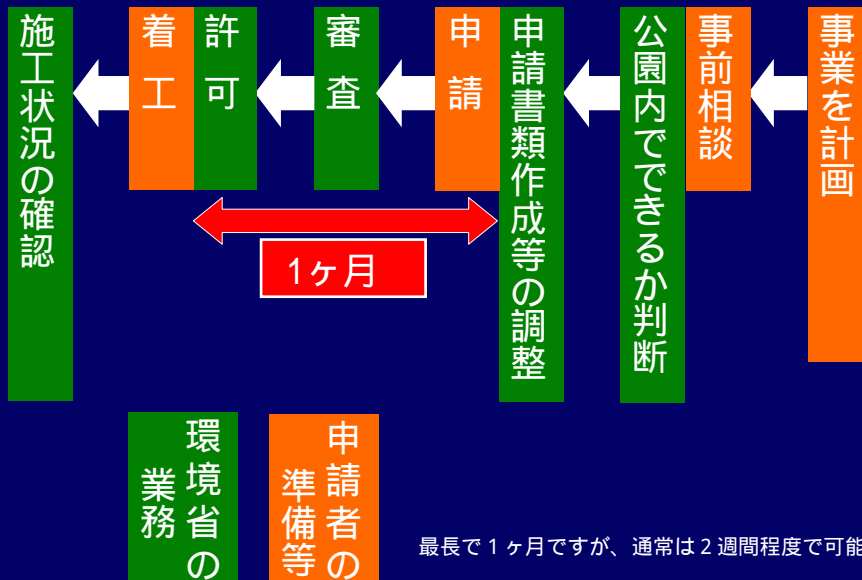 事業を計画
事前相談
公園内でできるか判断
申請書類作成等の調整
申請
審査
許可
着工
施工状況の確認
1ヶ月
環境省の
業務
申請者の
準備等
最長で1ヶ月ですが、通常は2週間程度で可能